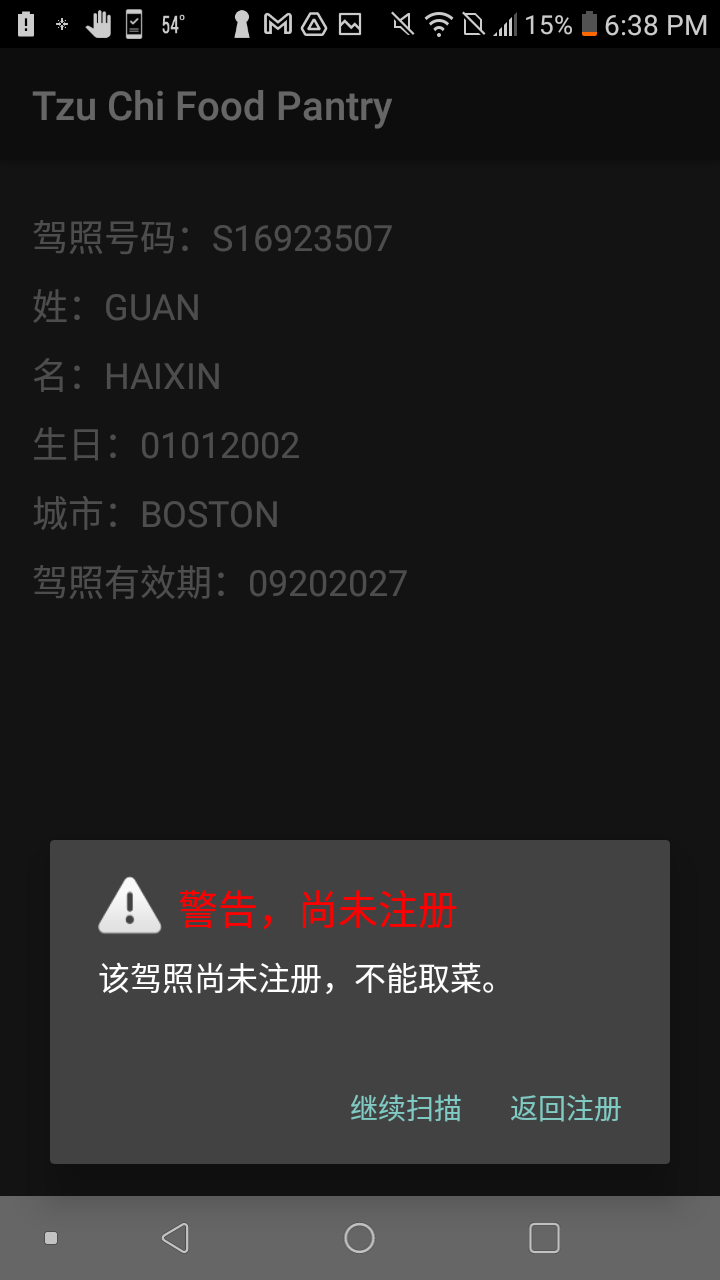 54°
15% 6:38 PM
Tzu Chi Food Pantry
驾照号码：S16923507
姓：GUAN
名：HAIXIN
生日：01012002
城市：BOSTON
驾照有效期：09202027
警告，尚未注册
该驾照尚未注册，不能取菜。
继续扫描 返回注册